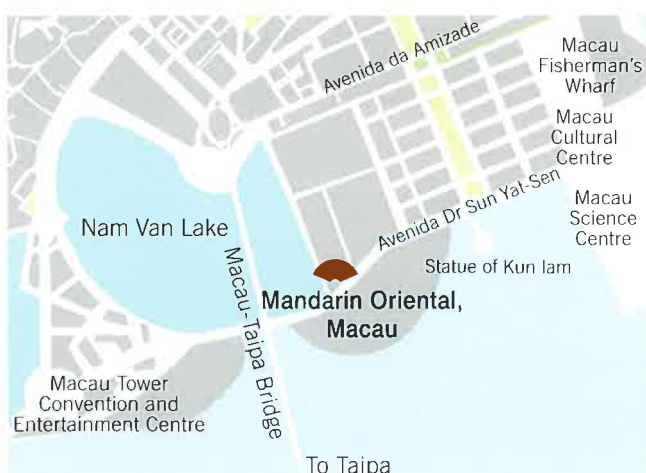 Avenida da Amizade
Macau
Fisherman's
Wharf
Macau
Cultural
Centre
Avenida Dr Sun Yat-Sen
Macau
Science
Centre
Nam Van Lake
Statue of Kun Iam
Macau-Taipa Bridge
Mandarin Oriental,
Macau
Macau Tower
Convention and
Entertainment Centre
To Taipa